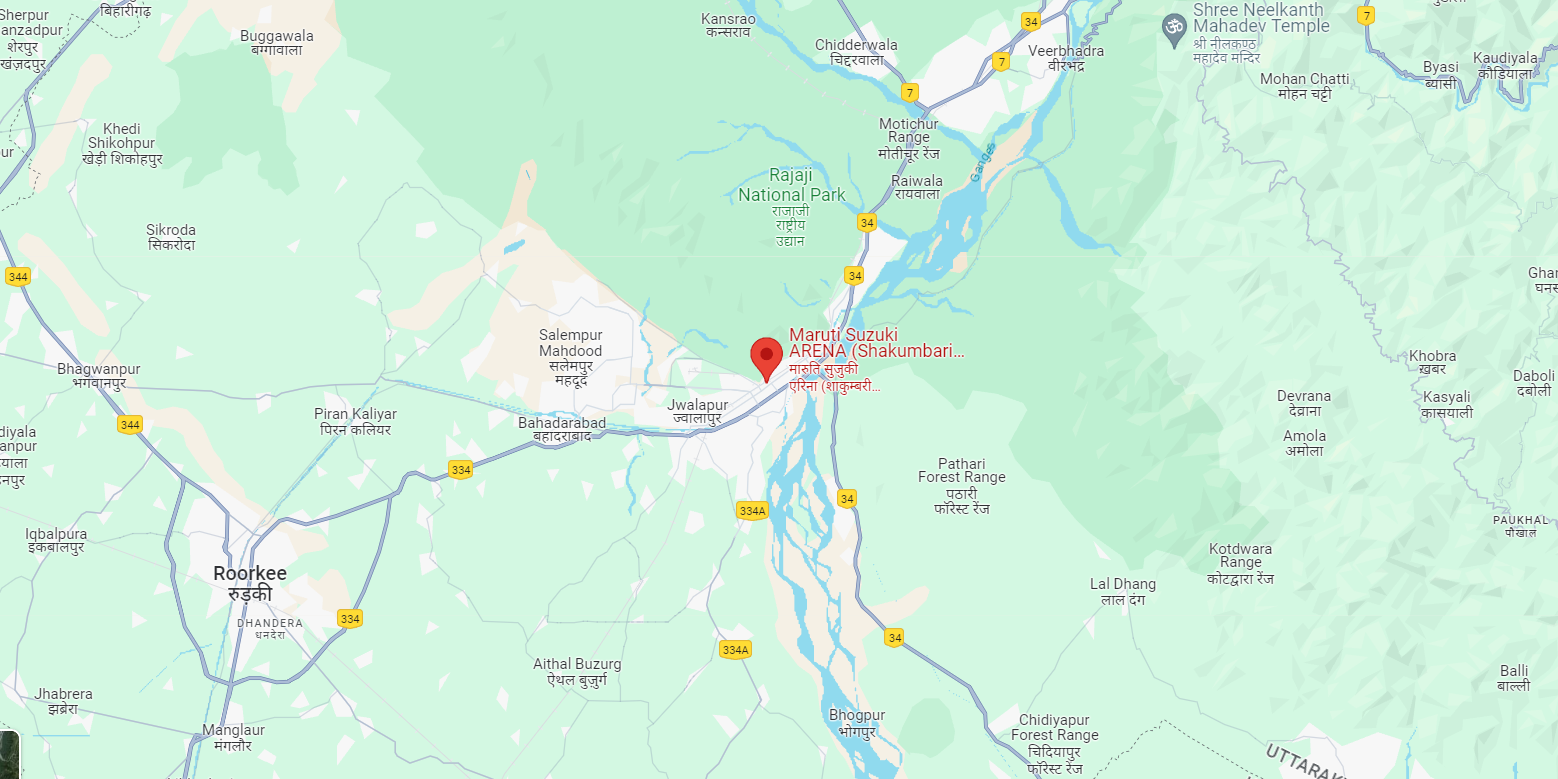 Sherpur
शेरपुर
बिहारीगढ़
Buggawala
बग्गावाला
Kansrao
कन्सराव
Chidderwala
चिद्दरवाला
34
7
7
Veerbhadra
वीरभद्र
Shree Neelkanth
Mahadev Temple
श्री नीलकण्ठ
महादेव मन्दिर
7
Byasi
ब्यासी
Kaudiyala
कौडियाला
Mohan Chatti
मोहन चट्टी
Khedi
Shikohpur
खेड़ी शिकोहपुर
Motichur
Range
मोतीचूर रेंज
Ganges
Rajaji
National Park
राजाजी
राष्ट्रीय
उद्यान
Raiwala
रायवाला
34
Sikroda
सिकरोदा
344
34
Salempur
Mahdood
सलेमपुर
महदूद
Maruti Suzuki
ARENA (Shakumbari...
मारुति सुजुकी
एरिना (शाकुम्बरी...
Bhagwanpur
भगवानपुर
Khobra
ख़बर
Daboli
दबोली
Jwalapur
ज्वालापुर
Piran Kaliyar
पिरन कलियर
Bahadarabad
बहादराबाद
344
Devrana
देव्राना
Kasyali
कासयाली
Amola
अमोला
334
Pathari
Forest Range
पठारी
फॉरेस्ट रेंज
34
334A
Iqbalpura
इकबालपुर
PAUKHAL
पौखाल
Kotdwara
Range
कोटद्वारा रेंज
Roorkee
रुड़की
Lal Dhang
लाल दंग
DHANDERA
धनदेरा
334
34
334A
Aithal Buzurg
ऐथल बुज़ुर्ग
Balli
बाल्ली
Jhabrera
झब्रेरा
Bhogpur
भोगपुर
Chidiyapur
Forest Range
चिदियापुर
फॉरेस्ट रेंज
Manglaur
मंगलौर